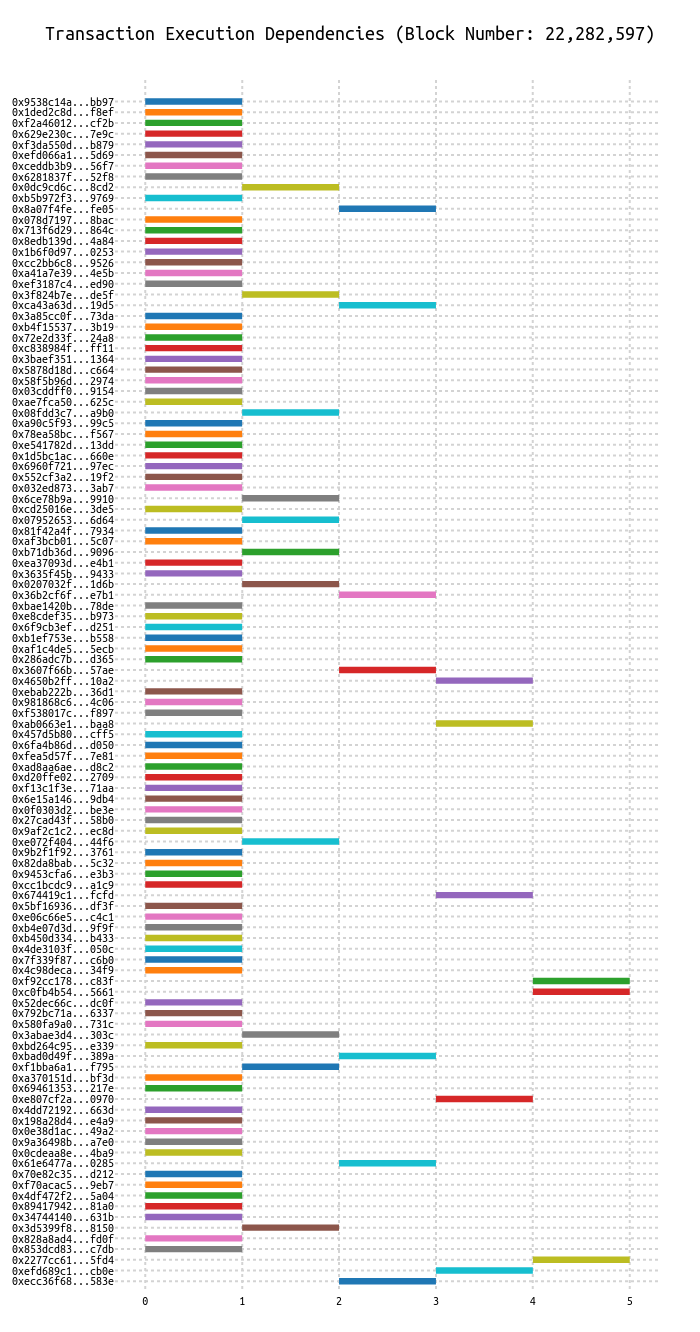 Transaction Execution Dependencies (Block Number: 22,282,597)
0x9538c14a...bb97
0x1ded2c8d...f8ef
0xf2a46012...cf2b
0x629e230c...7e9c
0xf3da550d...b879
0xefd066a1...5d69
0xceddb3b9...56f7
0x6281837f...52f8
0x0dc9cd6c...8cd2
0xb5b972f3...9769
0x8a07f4fe...fe05
0x078d7197...8bac
0x713f6d29...864c
0x8edb139d...4a84
0x1b6f0d97...0253
0xcc2bb6c8...9526
0xa41a7e39...4e5b
0xef3187c4...ed90
0x3f824b7e...de5f
0xca43a63d...19d5
0x3a85cc0f...73da
0xb4f15537...3b19
0x72e2d33f...24a8
0xc838984f...ff11
0x3baef351...1364
0x5878d18d...c664
0x58f5b96d...2974
0x03cddff0...9154
0xae7fca50...625c
0x08fdd3c7...a9b0
0xa90c5f93...99c5
0x78ea58bc...f567
0xe541782d...13dd
0x1d5bc1ac...660e
0x6960f721...97ec
0x552cf3a2...19f2
0x032ed873...3ab7
0x6ce78b9a...9910
0xcd25016e...3de5
0x07952653...6d64
0x81f42a4f...7934
0xaf3bcb01...5c07
0xb71db36d...9096
0xea37093d...e4b1
0x3635f45b...9433
0x0207032f...1d6b
0x36b2cf6f...e7b1
0xbae1420b...78de
0xe8cdef35...b973
0x6f9cb3ef...d251
0xb1ef753e...b558
0xaf1c4de5...5ecb
0x286adc7b...d365
0x3607f66b...57ae
0x4650b2ff...10a2
0xebab222b...36d1
0x981868c6...4c06
0xf538017c...f897
0xab0663e1...baa8
0x457d5b80...cff5
0x6fa4b86d...d050
0xfea5d57f...7e81
0xad8aa6ae...d8c2
0xd20ffe02...2709
0xf13c1f3e...71aa
0x6e15a146...9db4
0x0f0303d2...be3e
0x27cad43f...58b0
0x9af2c1c2...ec8d
0xe072f404...44f6
0x9b2f1f92...3761
0x82da8bab...5c32
0x9453cfa6...e3b3
0xcc1bcdc9...a1c9
0x674419c1...fcfd
0x5bf16936...df3f
0xe06c66e5...c4c1
0xb4e07d3d...9f9f
0xb450d334...b433
0x4de3103f...050c
0x7f339f87...c6b0
0x4c98deca...34f9
0xf92cc178...c83f
0xc0fb4b54...5661
0x52dec66c...dc0f
0x792bc71a...6337
0x580fa9a0...731c
0x3abae3d4...303c
0xbd264c95...e339
0xbad0d49f...389a
0xf1bba6a1...f795
0xa370151d...bf3d
0x69461353...217e
0xe807cf2a...0970
0x4dd72192...663d
0x198a28d4...e4a9
0x0e38d1ac...49a2
0x9a36498b...a7e0
0x0cdeaa8e...4ba9
0x61e6477a...0285
0x70e82c35...d212
0xf70acac5...9eb7
0x4df472f2...5a04
0x89417942...81a0
0x34744140...631b
0x3d5399f8...8150
0x828a8ad4...fd0f
0x853dcd83...c7db
0x2277cc61...5fd4
0xefd689c1...cb0e
0xecc36f68...583e
0 1 2 3 4 5